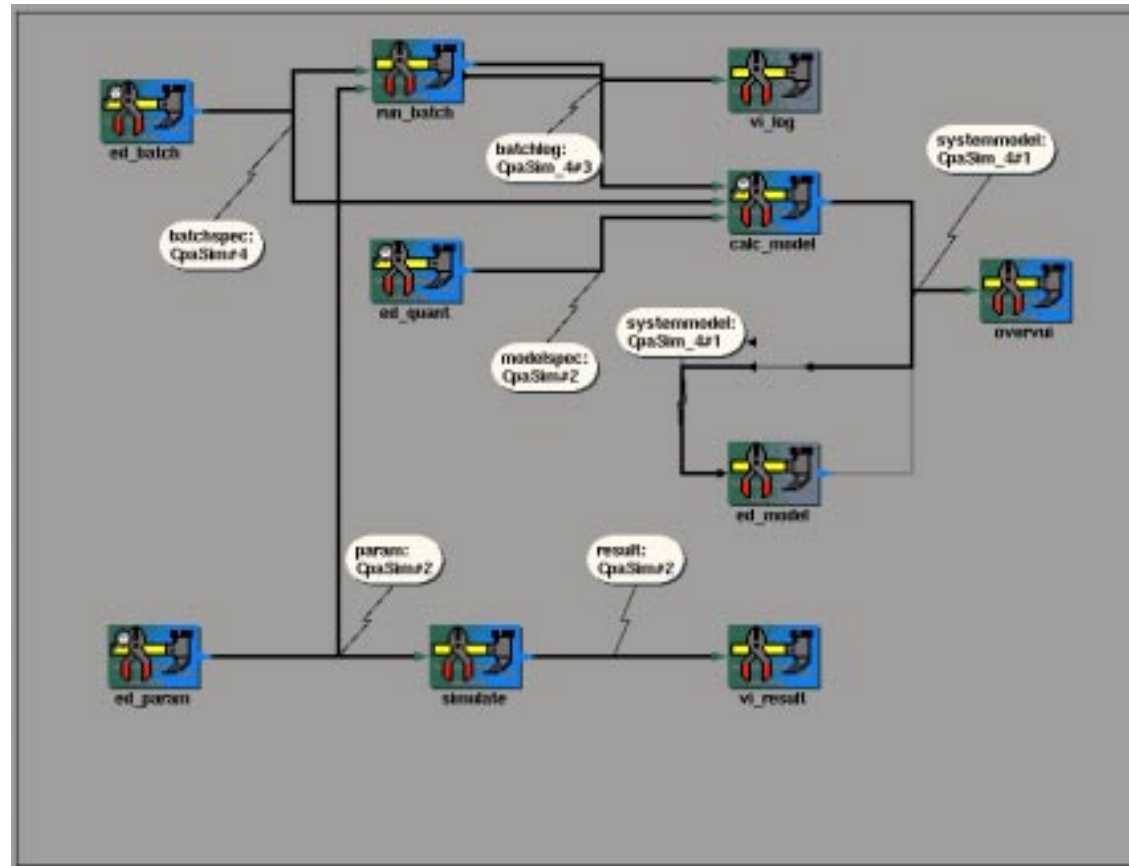 ed_batch
run_batch
vi_log
batchlog:
CpaSim_4#3
systemmodel:
CpaSim_4#1
batchspec:
CpaSim#4
calc_model
ed_quant
overvui
systemmodel:
CpaSim_4#1
modelspec:
CpaSim#2
ed_model
param:
CpaSim#2
result:
CpaSim#2
ed_param
simulate
vi_result